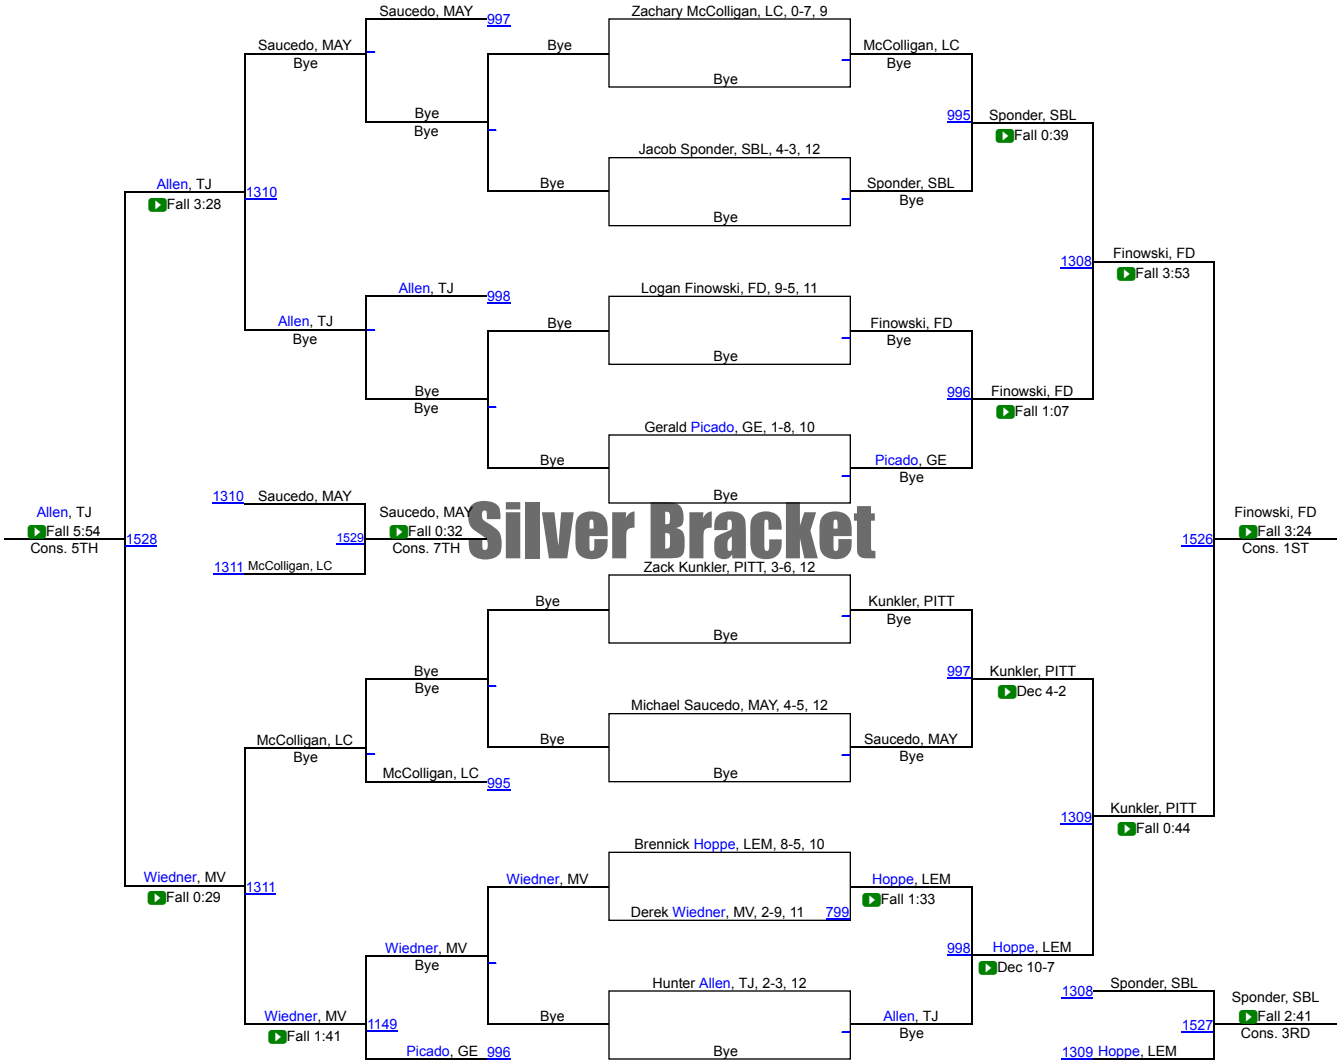 Saucedo, MAY
997
Zachary McColligan, LC, 0-7, 9
Saucedo, MAY
Bye
Bye
McColligan, LC
Bye
Bye
Bye
Bye
995
Sponder, SBL
Fall 0:39
Jacob Sponder, SBL, 4-3, 12
Allen, TJ
Fall 3:28
1310
Bye
Sponder, SBL
Bye
Bye
1308
Finowski, FD
Fall 3:53
Allen, TJ
998
Logan Finowski, FD, 9-5, 11
Allen, TJ
Bye
Bye
Finowski, FD
Bye
Bye
Bye
Bye
996
Finowski, FD
Fall 1:07
Gerald Picado, GE, 1-8, 10
Bye
Picado, GE
Bye
Bye
1310 Saucedo, MAY
Allen, TJ
Fall 5:54
Cons. 5TH
1528
1529
Saucedo, MAY
Fall 0:32
Cons. 7TH
Silver Bracket
1526
Finowski, FD
Fall 3:24
Cons. 1ST
1311 McColligan, LC
Zack Kunkler, PITT, 3-6, 12
Bye
Kunkler, PITT
Bye
Bye
Bye
Bye
997
Kunkler, PITT
Dec 4-2
Michael Saucedo, MAY, 4-5, 12
McColligan, LC
Bye
Bye
Saucedo, MAY
Bye
Bye
McColligan, LC
995
1309
Kunkler, PITT
Fall 0:44
Brennick Hoppe, LEM, 8-5, 10
Wiedner, MV
Fall 0:29
1311
Wiedner, MV
Hoppe, LEM
Fall 1:33
Derek Wiedner, MV, 2-9, 11 799
Wiedner, MV
Bye
998
Hoppe, LEM
Dec 10-7
Hunter Allen, TJ, 2-3, 12
1308
Sponder, SBL
Wiedner, MV
Fall 1:41
1149
Bye
Allen, TJ
Bye
1527
Sponder, SBL
Fall 2:41
Cons. 3RD
Picado, GE 996
Bye
1309 Hoppe, LEM